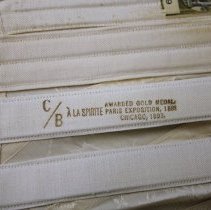 C/B À LA SPIRITE
AWARDED GOLD MEDAL
PARIS EXPOSITION, 1889
CHICAGO, 1893.